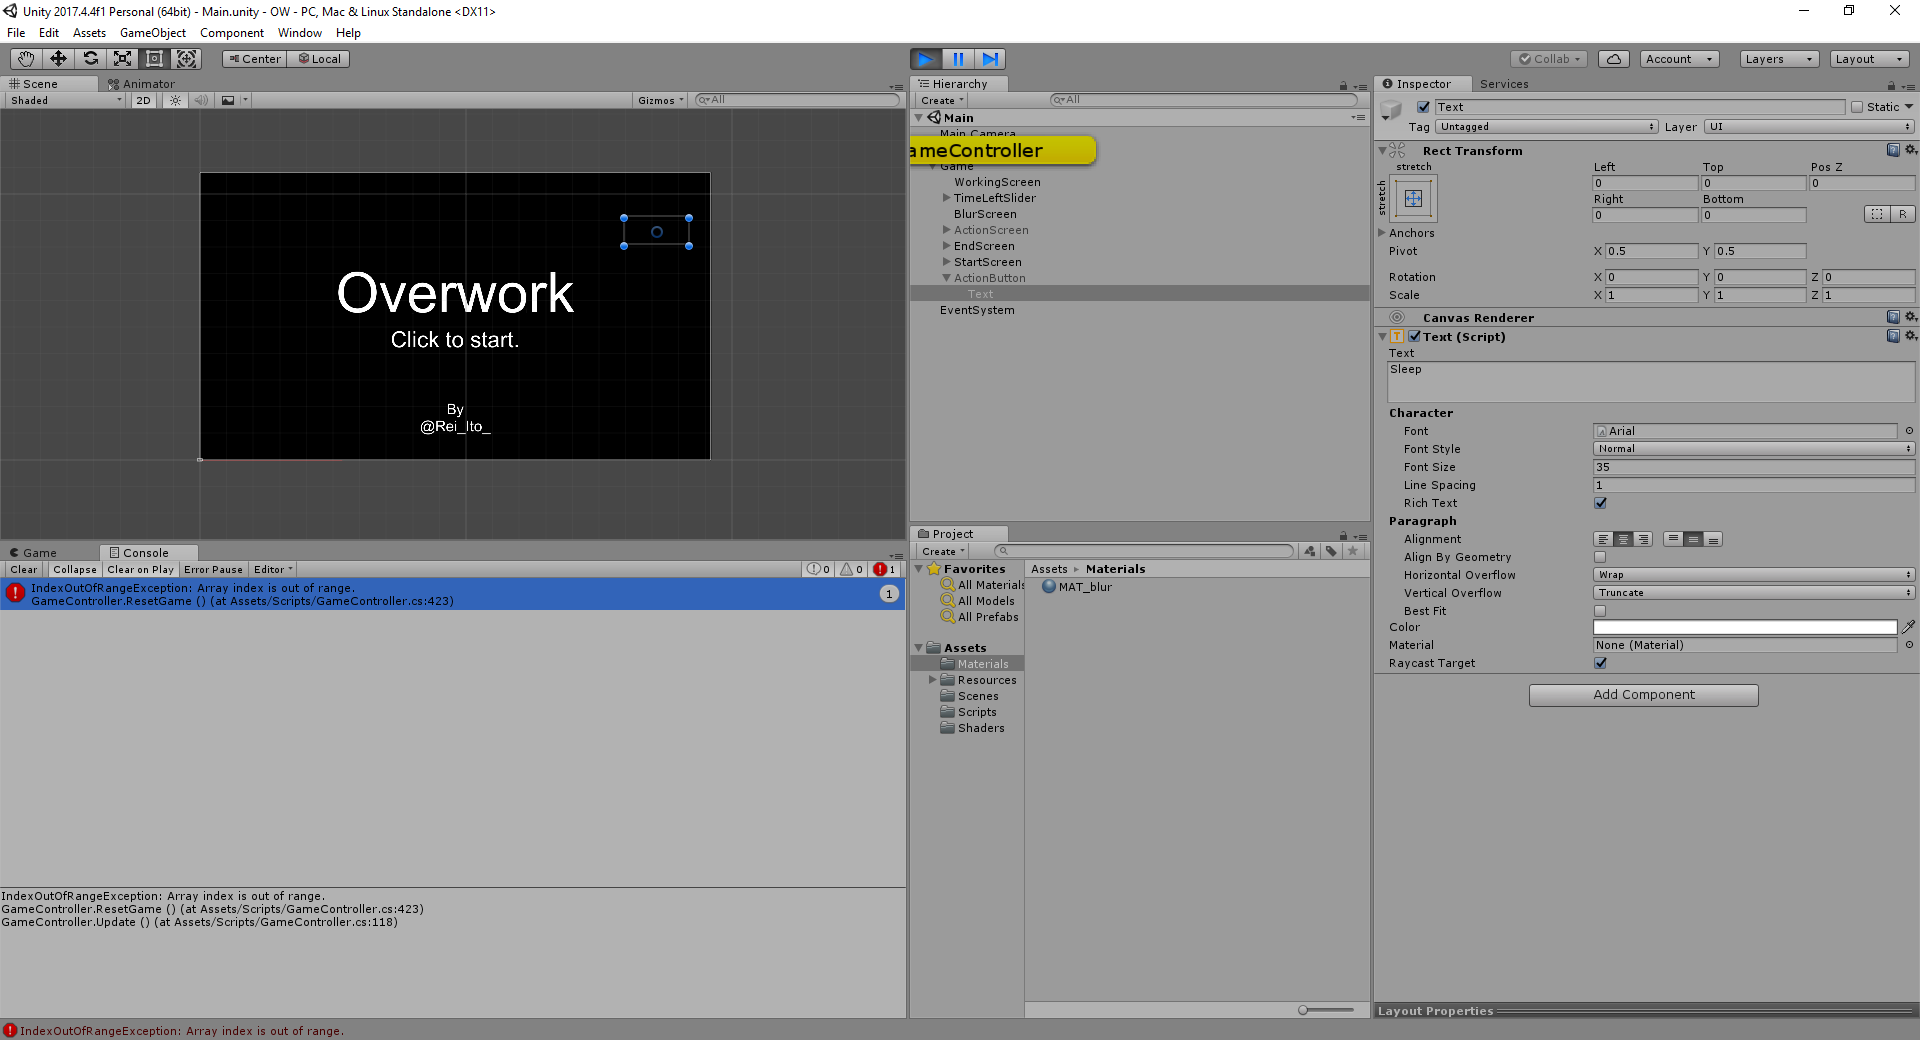 Unity 2017.4.4f1 Personal (64bit) - Main.unity - OW - PC, Mac & Linux Standalone <DX11>
File Edit Assets GameObject Component Window Help
Center Local
Collab Account Layers Layout
Scene Animator
Shaded 2D Gizmos All
Overwork
Click to start.
By
@Rei_Ito_
Hierarchy
Create All
Main
Main Camera
ameController
Game
WorkingScreen
TimeLeftSlider
BlurScreen
ActionScreen
EndScreen
StartScreen
ActionButton
Text
EventSystem
Game Console
Clear Collapse Clear on Play Error Pause Editor 0 0 1
IndexOutOfRangeException: Array index is out of range.
GameController.ResetGame () (at Assets/Scripts/GameController.cs:423)
1
IndexOutOfRangeException: Array index is out of range.
GameController.ResetGame () (at Assets/Scripts/GameController.cs:423)
GameController.Update () (at Assets/Scripts/GameController.cs:118)
IndexOutOfRangeException: Array index is out of range.
Project
Create
Favorites
All Materials
All Models
All Prefabs
Assets
Materials
Resources
Scenes
Scripts
Shaders
Assets Materials
MAT_blur
Inspector Services
Text Static
Tag Untagged Layer UI
Rect Transform
stretch Left Top Pos Z
stretch 0 0 0
Right Bottom
0 0 R
Anchors
Pivot X 0.5 Y 0.5
Rotation X 0 Y 0 Z 0
Scale X 1 Y 1 Z 1
Canvas Renderer
T Text (Script)
Text
Sleep
Character
Font Arial
Font Style Normal
Font Size 35
Line Spacing 1
Rich Text
Paragraph
Alignment
Align By Geometry
Horizontal Overflow Wrap
Vertical Overflow Truncate
Best Fit
Color
Material None (Material)
Raycast Target
Add Component
Layout Properties